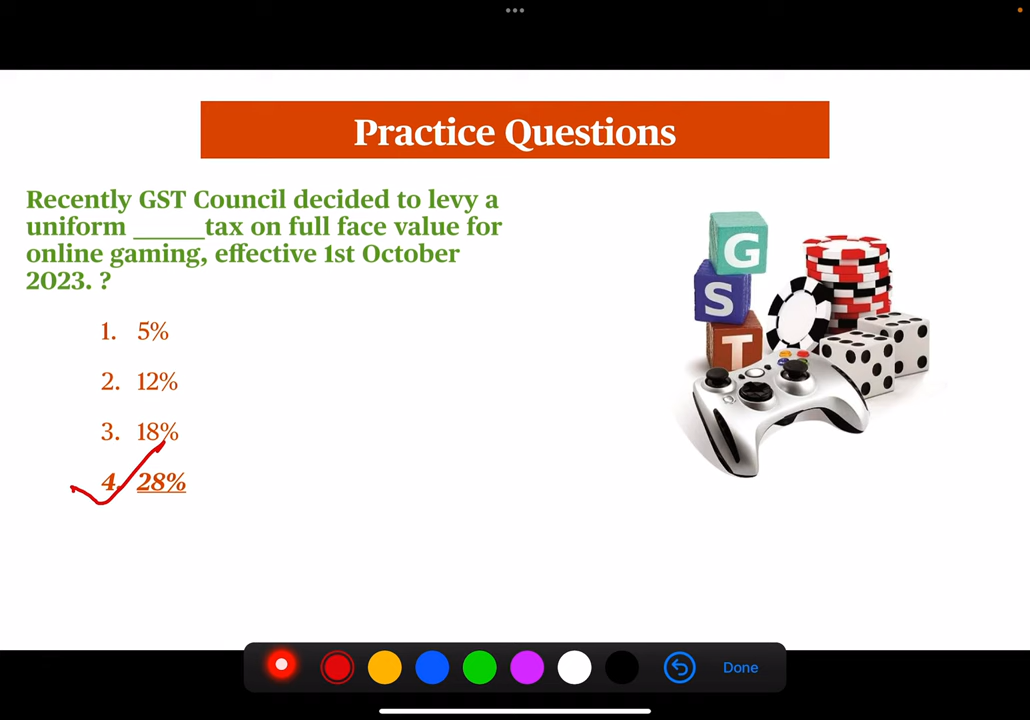 Practice Questions
Recently GST Council decided to levy a
uniform ______tax on full face value for
online gaming, effective 1st October
2023. ?
1. 5%
2. 12%
3. 18%
4. 28%
G
S
T
Done